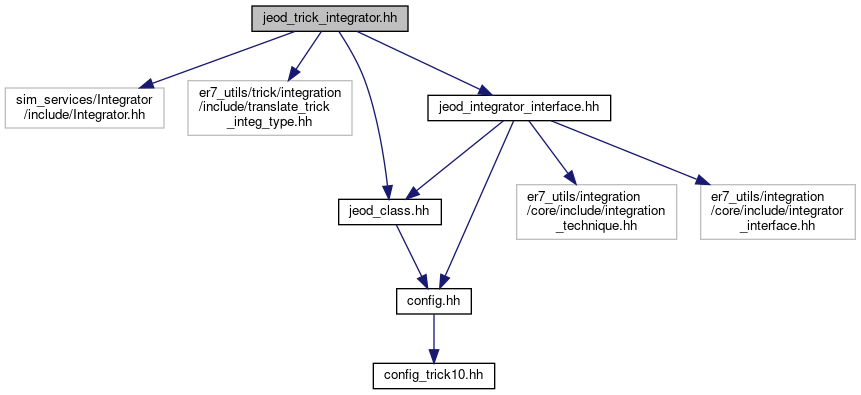 jeod_trick_integrator.hh
sim_services/Integrator
/include/Integrator.hh
er7_utils/trick/integration
/include/translate_trick
_integ_type.hh
jeod_integrator_interface.hh
jeod_class.hh
er7_utils/integration
/core/include/integration
_technique.hh
er7_utils/integration
/core/include/integrator
_interface.hh
config.hh
config_trick10.hh